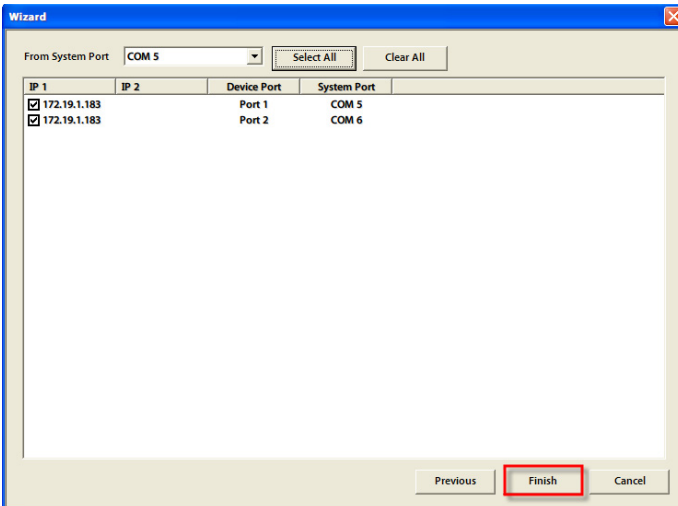 Wizard
From System Port COM 5 Select All Clear All
IP 1 IP 2 Device Port System Port
172.19.1.183 Port 1 COM 5
172.19.1.183 Port 2 COM 6
Previous Finish Cancel